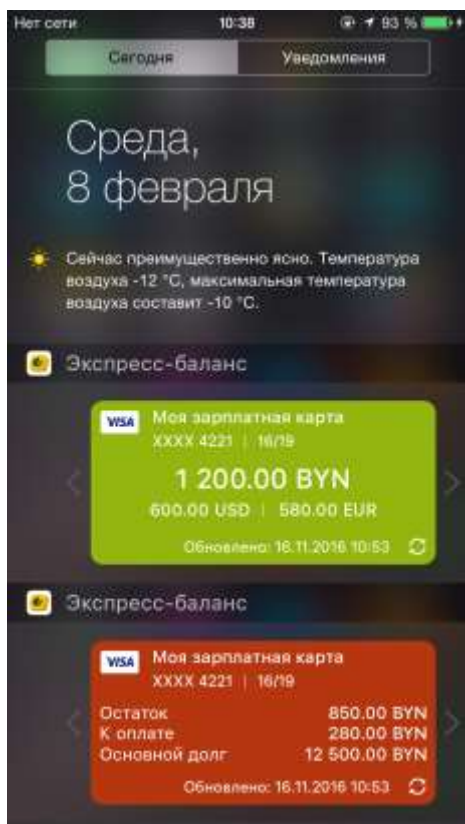 Нет сети 10:38 93 %
Сегодня Уведомления
Среда,
8 февраля
Сейчас преимущественно ясно. Температура
воздуха -12 °C, максимальная температура
воздуха составит -10 °C.
Экспресс-баланс
VISA Моя зарплатная карта
XXXX 4221 | 16/19
1 200.00 BYN
600.00 USD | 580.00 EUR
Обновлено: 16.11.2016 10:53
Экспресс-баланс
VISA Моя зарплатная карта
XXXX 4221 | 16/19
Остаток 850.00 BYN
К оплате 280.00 BYN
Основной долг 12 500.00 BYN
Обновлено: 16.11.2016 10:53